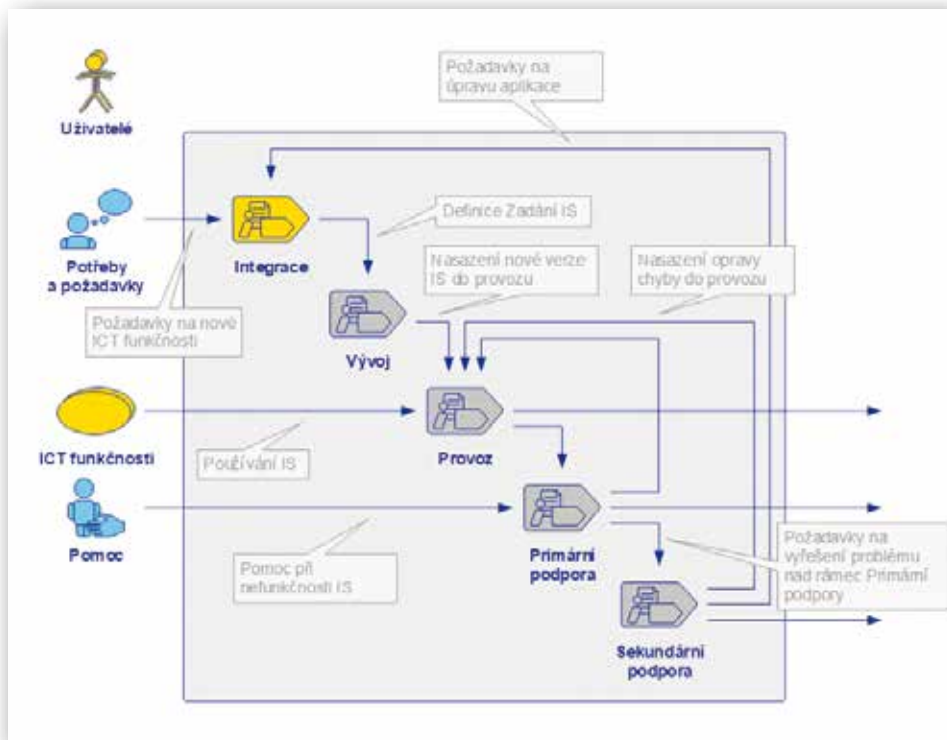 Požadavky na
úpravu aplikace
Uživatelé
Definice Zadání IS
Integrace
Potřeby
a požadavky
Nasazení nové verze
IS do provozu
Nasazení opravy
chyby do provozu
Požadavky na nové
ICT funkčnosti
Vývoj
ICT funkčnosti
Používání IS
Provoz
Pomoc
Primární
podpora
Pomoc při
nefunkčnosti IS
Požadavky na
vyřešení problému
nad rámec Primární
podpory
Sekundární
podpora